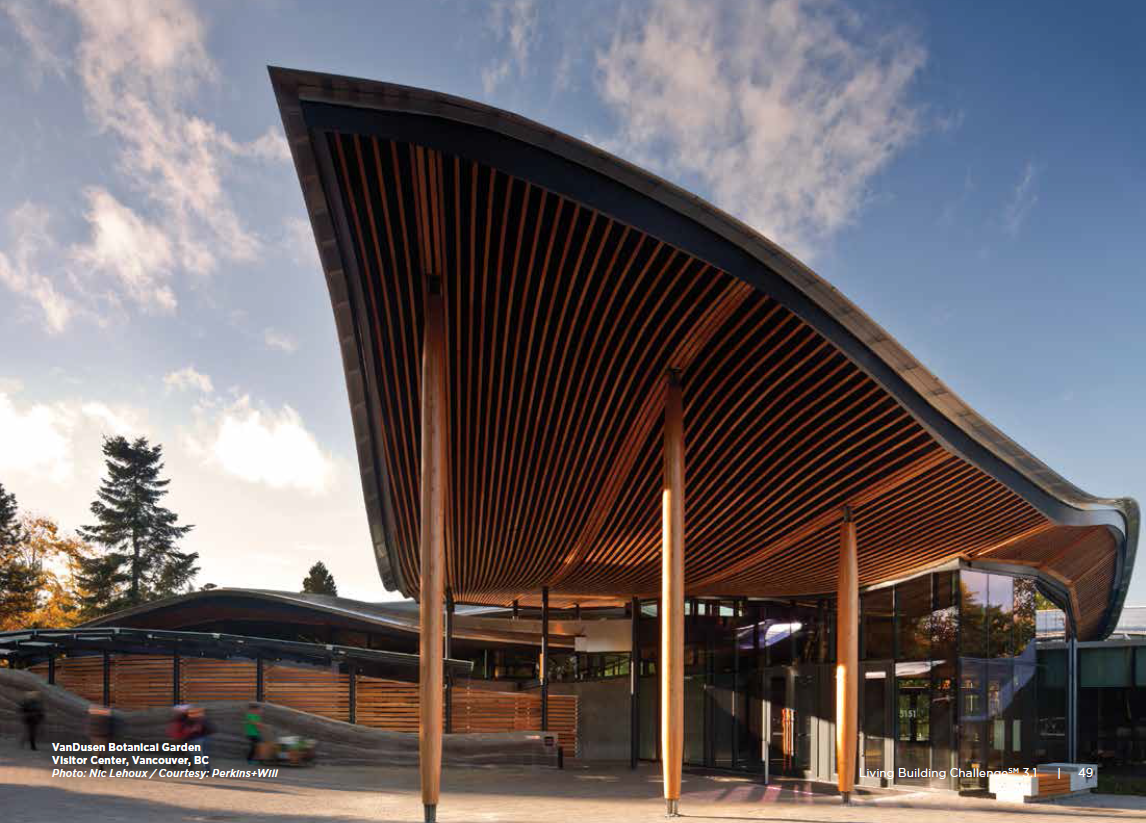 5151
VanDusen Botanical Garden
Visitor Center, Vancouver, BC
Photo: Nic Lehoux / Courtesy: Perkins+Will
Living Building Challenge℠ 3.1 | 49